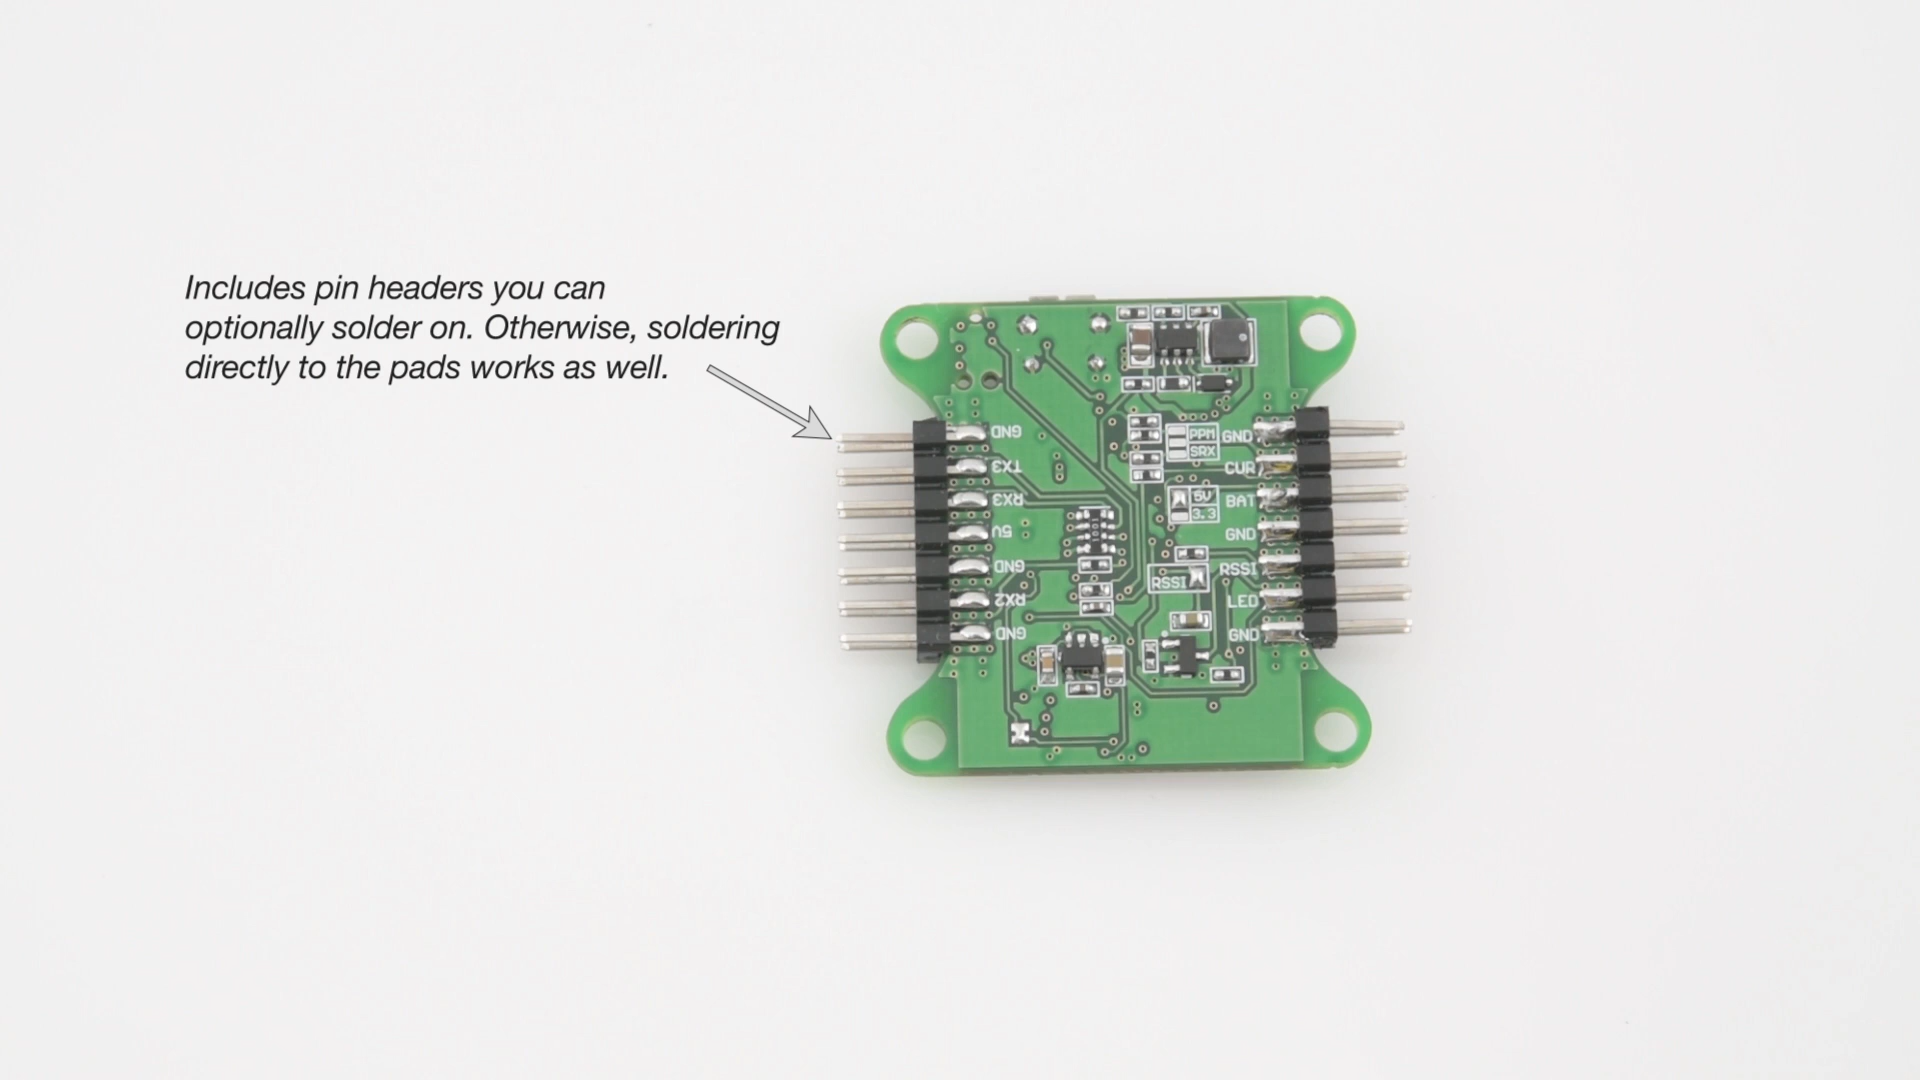 Includes pin headers you can
optionally solder on. Otherwise, soldering
directly to the pads works as well.
GND
TX3
RX3
5V
GND
RX2
GND
PPM
SRX
5V
3.3
RSSI
1001
GND
CUR
BAT
GND
RSSI
LED
GND